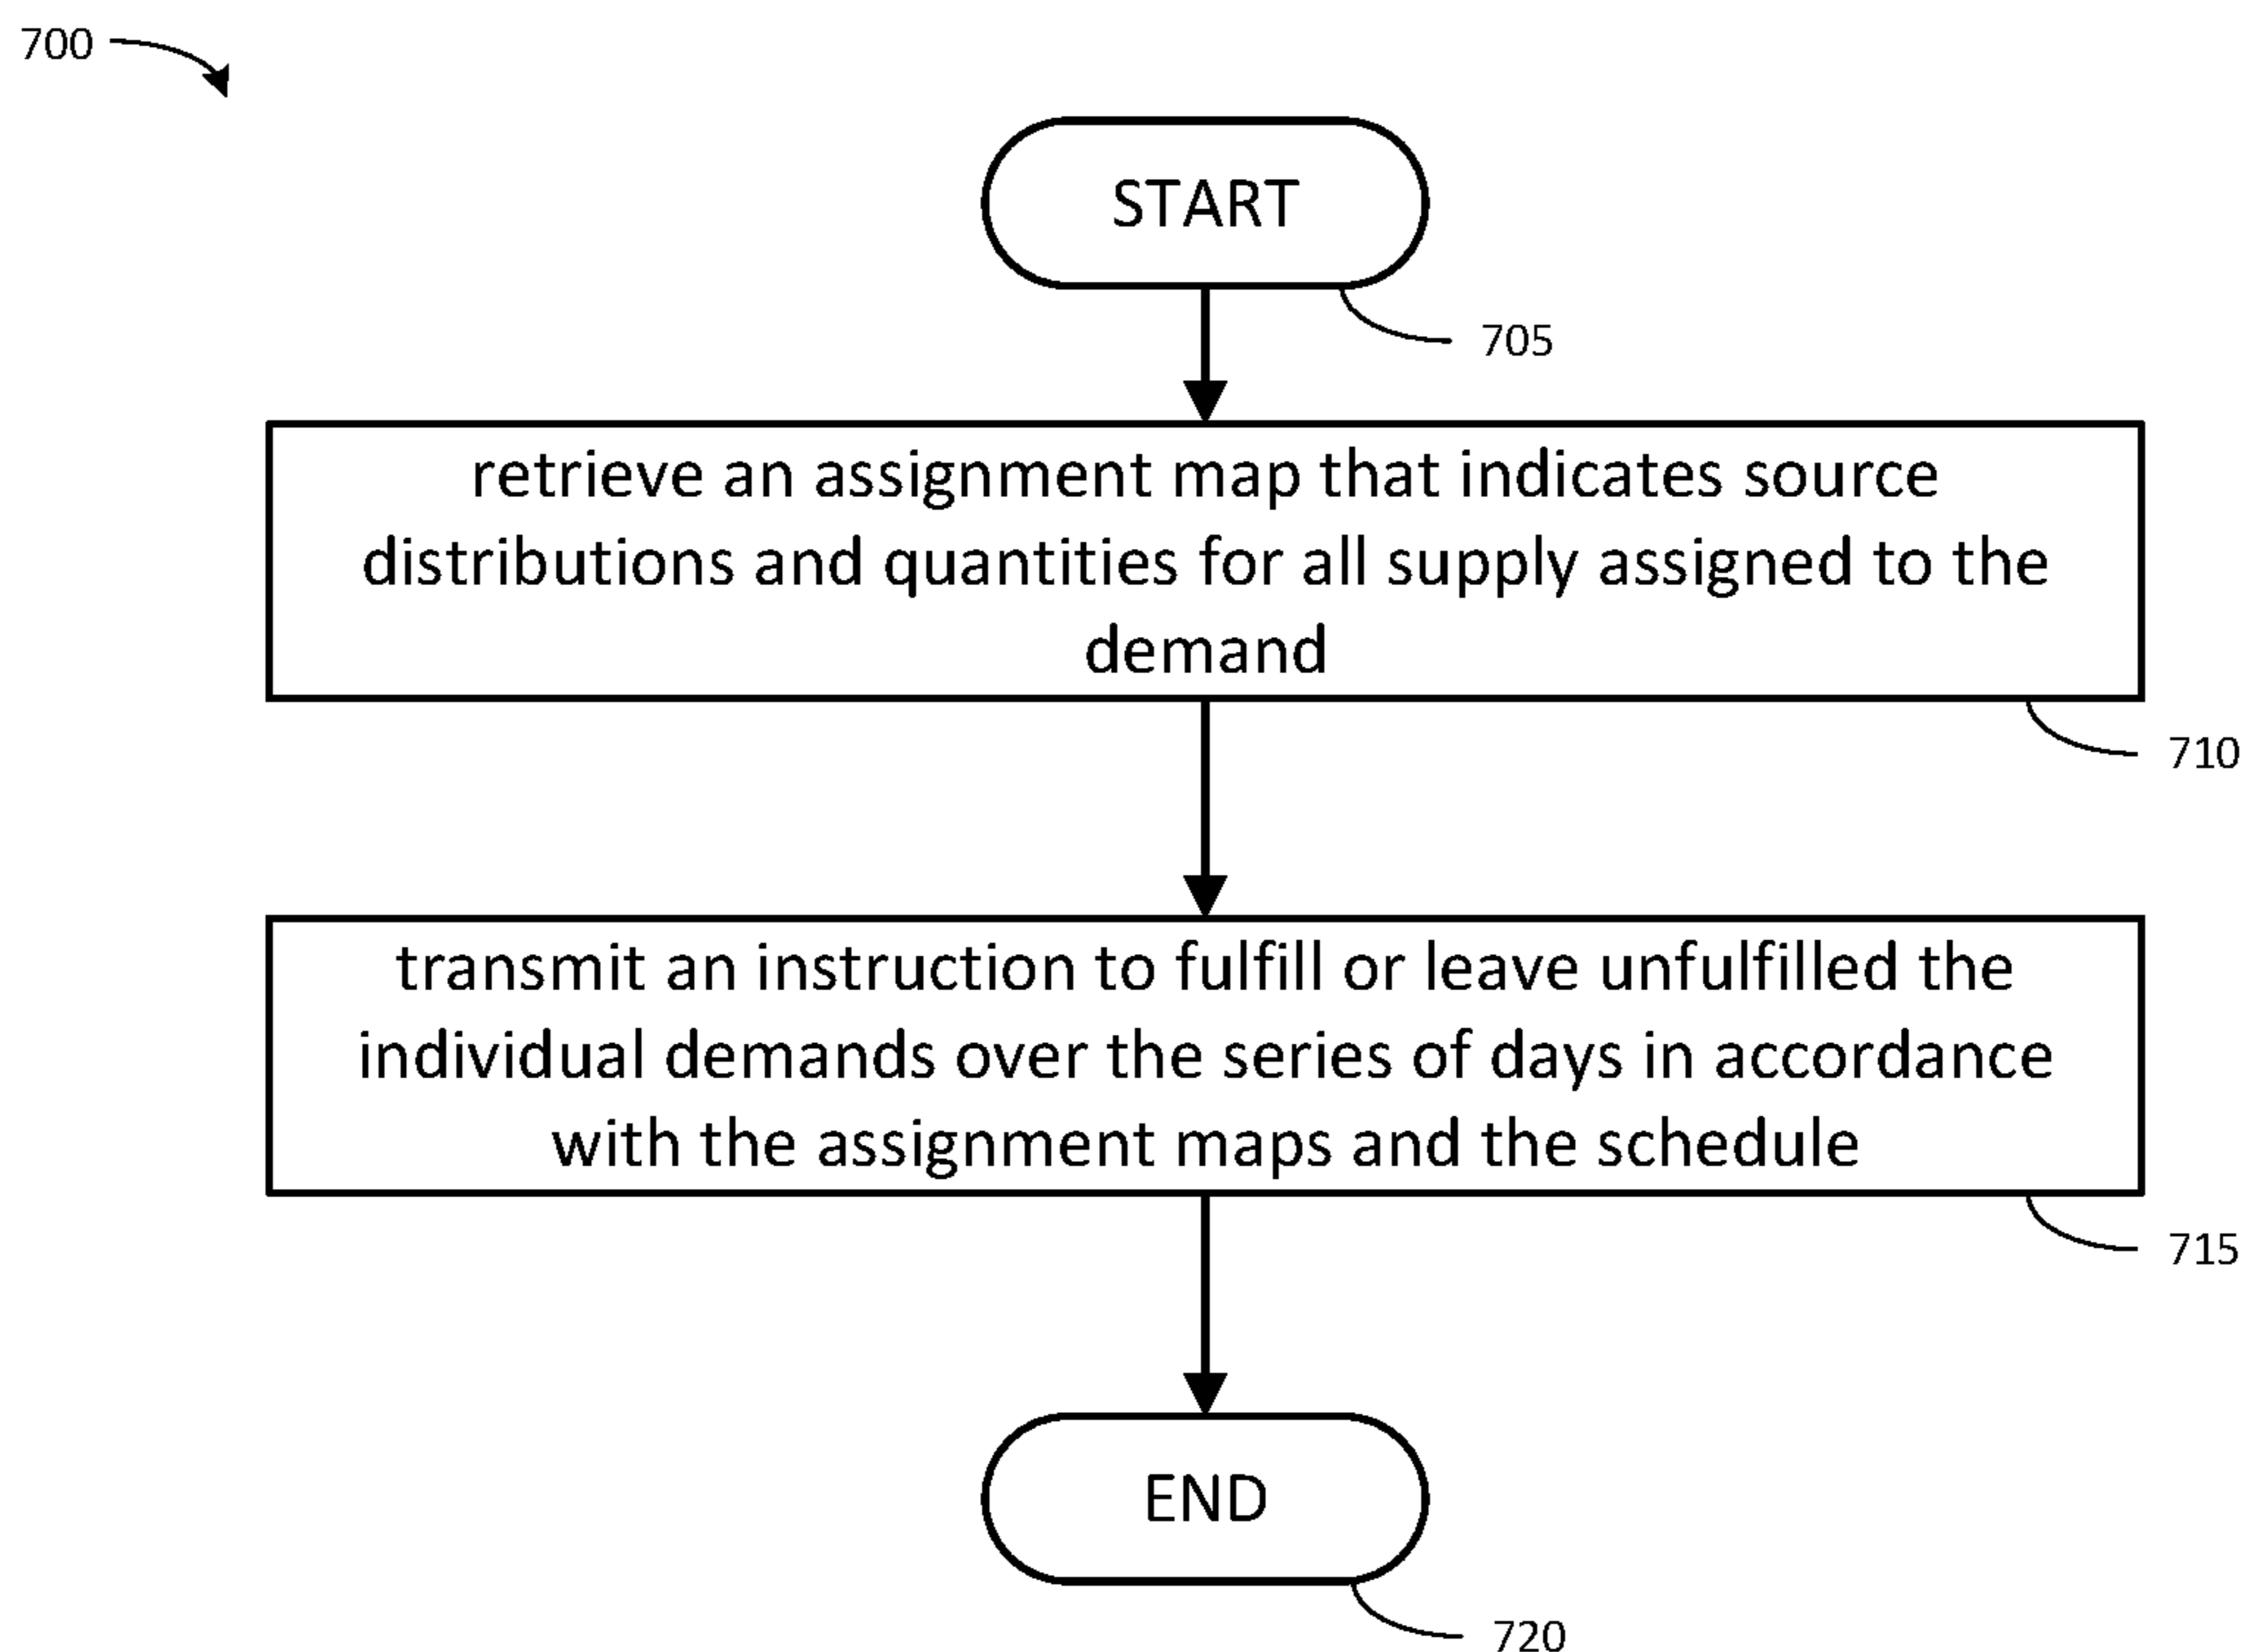 700
START
705
retrieve an assignment map that indicates source
distributions and quantities for all supply assigned to the
demand
710
transmit an instruction to fulfill or leave unfulfilled the
individual demands over the series of days in accordance
with the assignment maps and the schedule
715
END
720